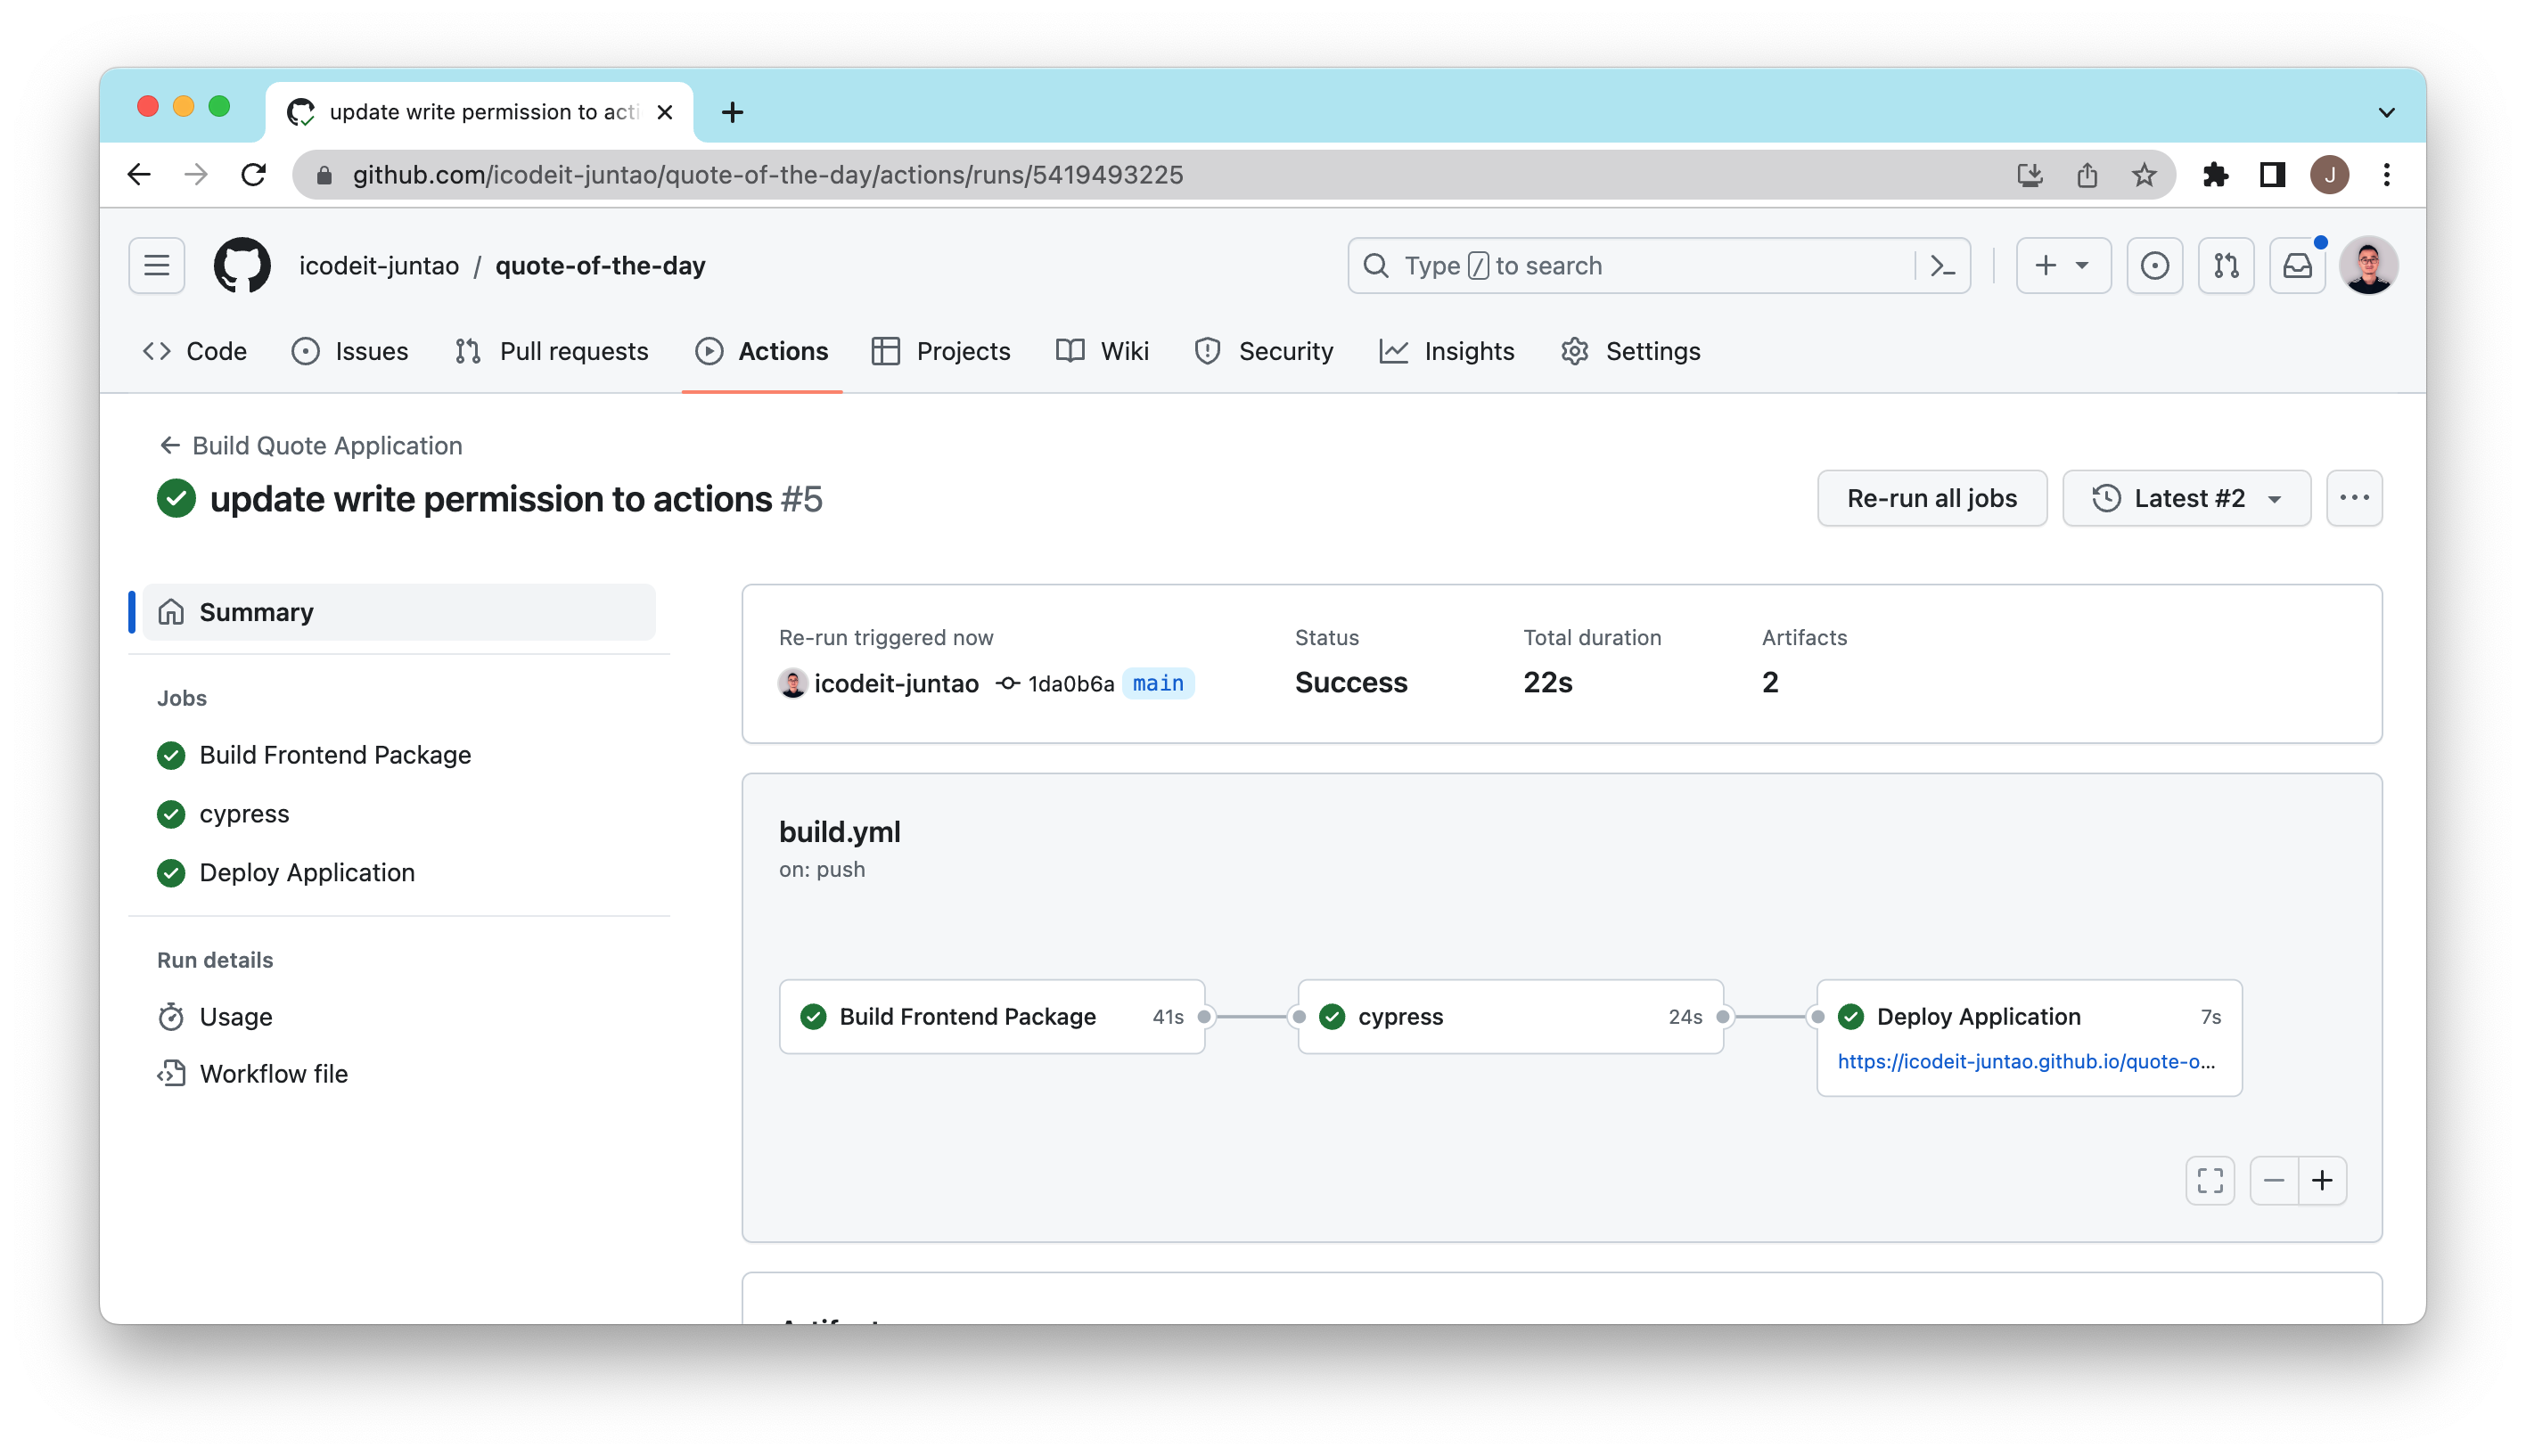 update write permission to acti
github.com/icodeit-juntao/quote-of-the-day/actions/runs/5419493225
J
icodeit-juntao / quote-of-the-day
Type / to search
Code Issues Pull requests Actions Projects Wiki Security Insights Settings
Build Quote Application
update write permission to actions #5
Re-run all jobs
Latest #2
Summary
Jobs
Build Frontend Package
cypress
Deploy Application
Run details
Usage
Workflow file
Re-run triggered now
icodeit-juntao 1da0b6a main
Status
Success
Total duration
22s
Artifacts
2
build.yml
on: push
Build Frontend Package 41s
cypress 24s
Deploy Application 7s
https://icodeit-juntao.github.io/quote-o...